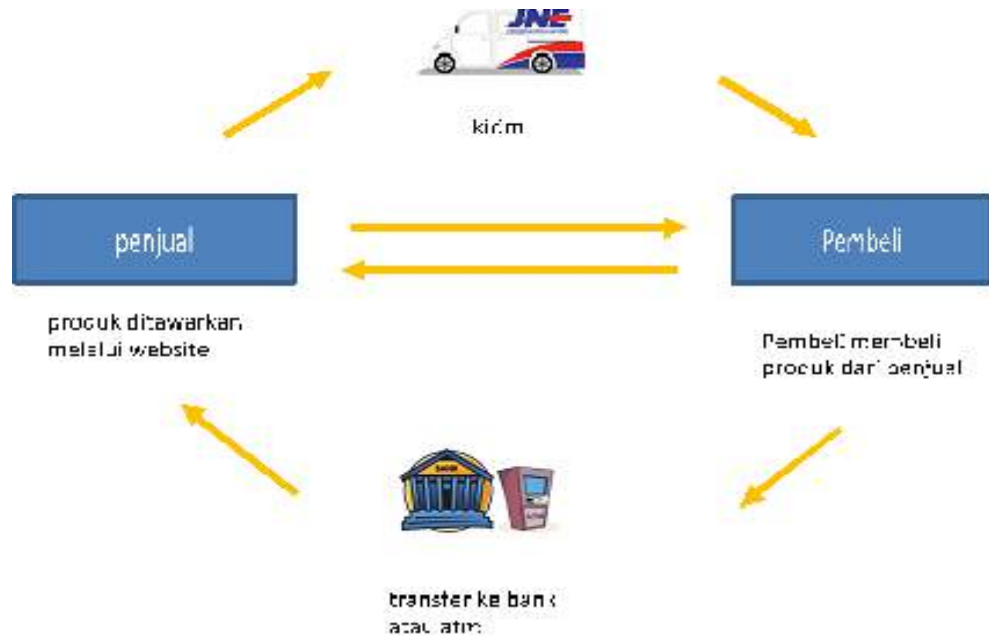 JNE
kirim
penjual
Pembeli
produk ditawarkan
melalui website
Pembeli membeli
produk dari penjual
transfer ke bank
atau atm